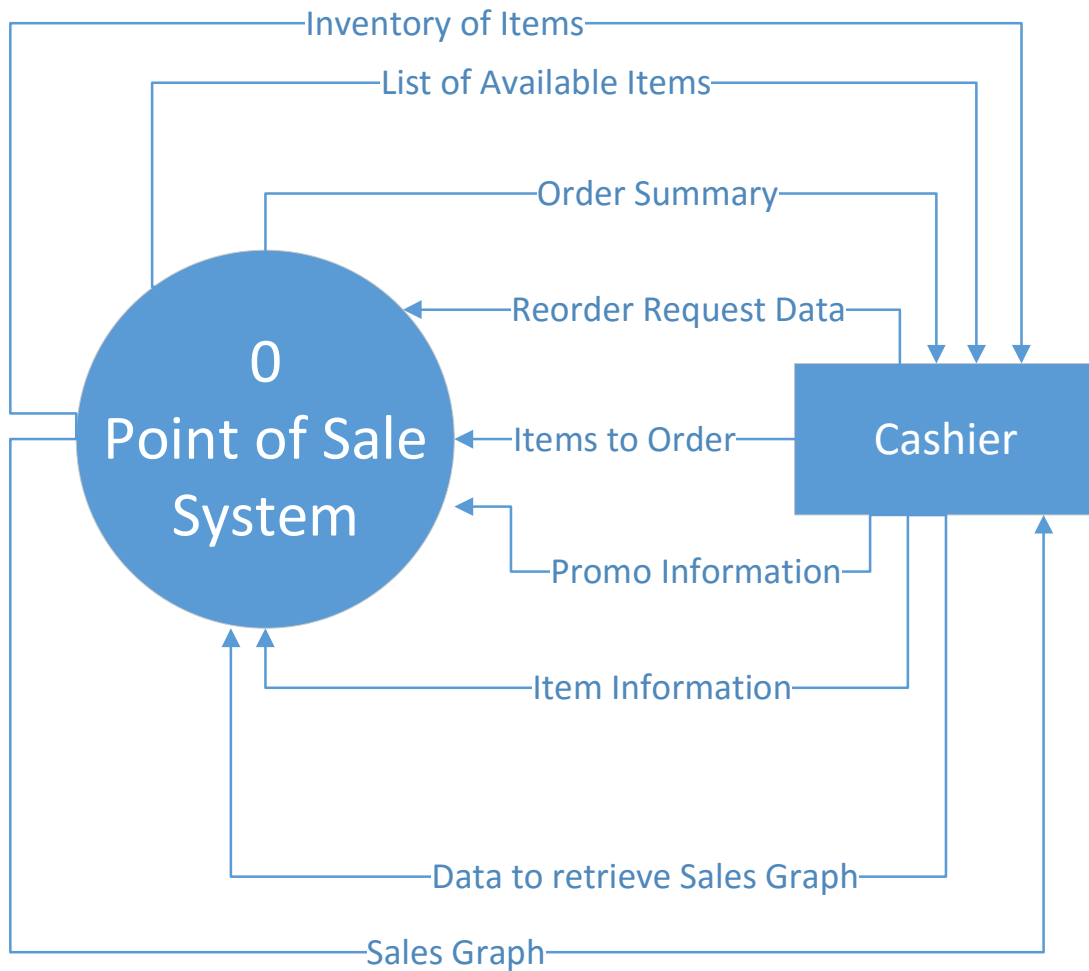 Inventory of Items
List of Available Items
Order Summary
Reorder Request Data
0
Point of Sale
System
Items to Order
Cashier
Promo Information
Item Information
Data to retrieve Sales Graph
Sales Graph